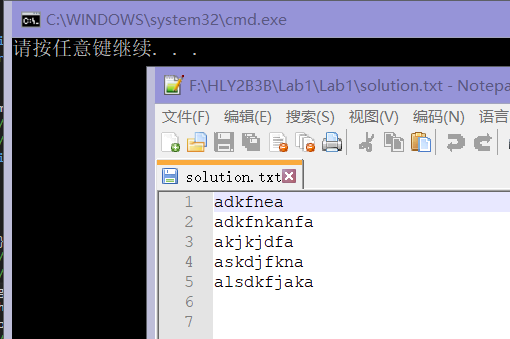 C:\WINDOWS\system32\cmd.exe
请按任意键继续. . .
F:\HLY2B3B\Lab1\Lab1\solution.txt - Notepa
文件(F) 编辑(E) 搜索(S) 视图(V) 编码(N) 语言
solution.txt
1 adkfnea
2 adkfnkanfa
3 akjkjdfa
4 askdjfkna
5 alsdkfjaka
6
7